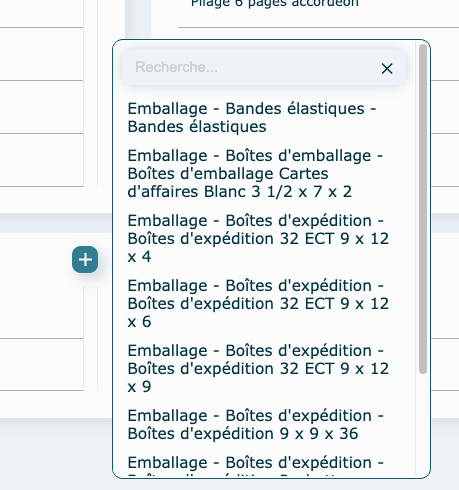 Pliage 6 pages accordéon
Recherche...
Emballage - Bandes élastiques -
Bandes élastiques
Emballage - Boîtes d'emballage -
Boîtes d'emballage Cartes
d'affaires Blanc 3 1/2 x 7 x 2
Emballage - Boîtes d'expédition -
Boîtes d'expédition 32 ECT 9 x 12
x 4
Emballage - Boîtes d'expédition -
Boîtes d'expédition 32 ECT 9 x 12
x 6
Emballage - Boîtes d'expédition -
Boîtes d'expédition 32 ECT 9 x 12
x 9
Emballage - Boîtes d'expédition -
Boîtes d'expédition 9 x 9 x 36
Emballage - Boîtes d'expédition -